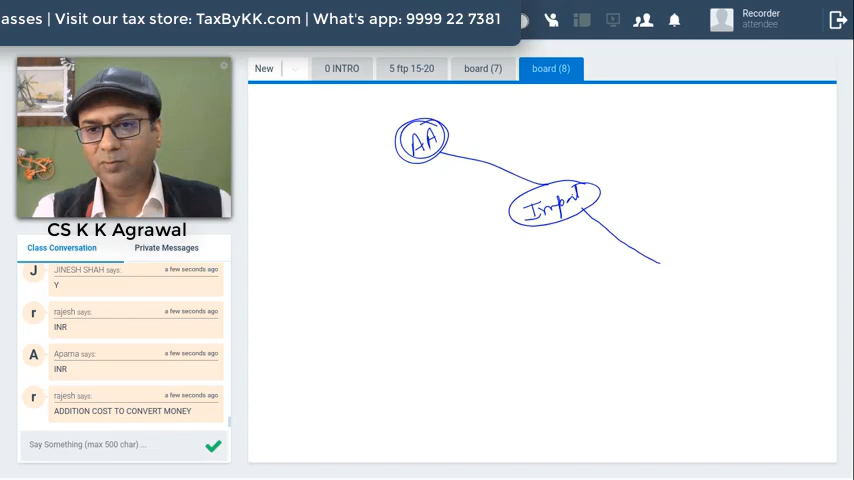 asses | Visit our tax store: TaxByKK.com | What's app: 9999 22 7381
Recorder
attendee
New
0 INTRO
5 ftp 15-20
board (7)
board (8)
AA
Import
CS K K Agrawal
Class Conversation
Private Messages
J
JINESH SHAH says:
a few seconds ago
Y
r
rajesh says:
a few seconds ago
INR
A
Aparna says:
a few seconds ago
INR
r
rajesh says:
a few seconds ago
ADDITION COST TO CONVERT MONEY
Say Something (max 500 char) ...